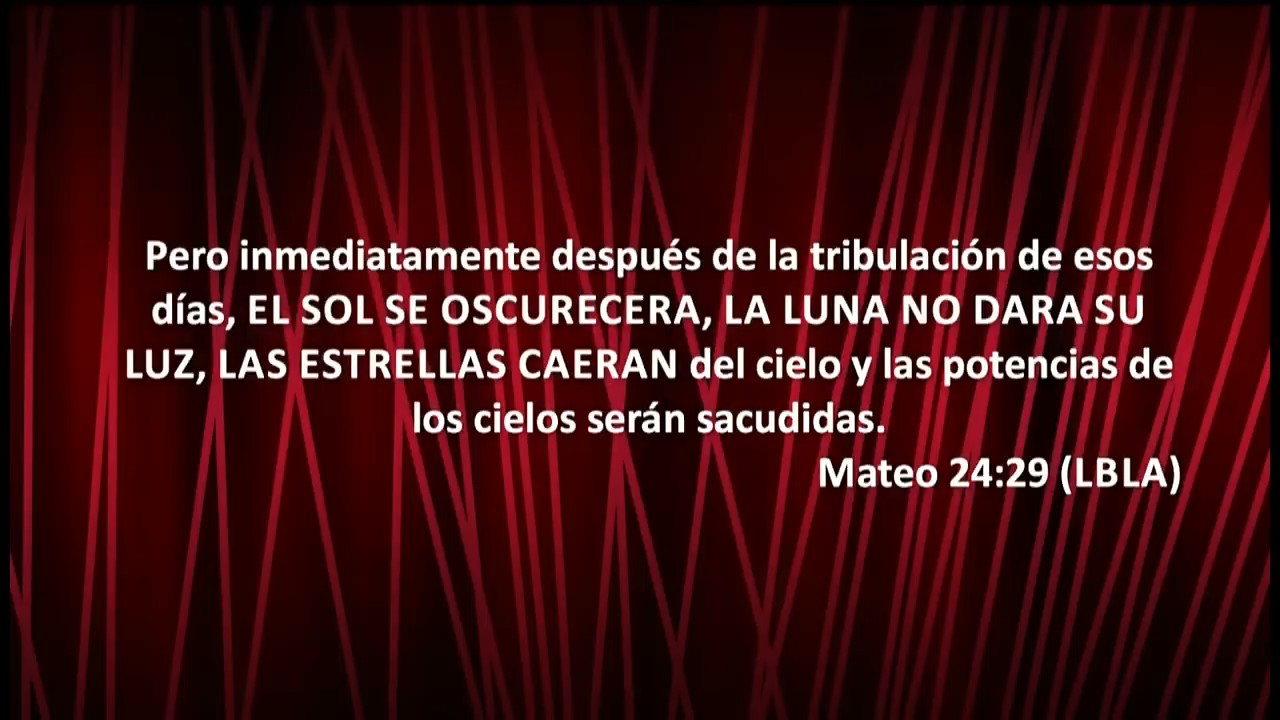 Pero inmediatamente después de la tribulación de esos
días, EL SOL SE OSCURECERA, LA LUNA NO DARA SU
LUZ, LAS ESTRELLAS CAERAN del cielo y las potencias de
los cielos serán sacudidas.
Mateo 24:29 (LBLA)